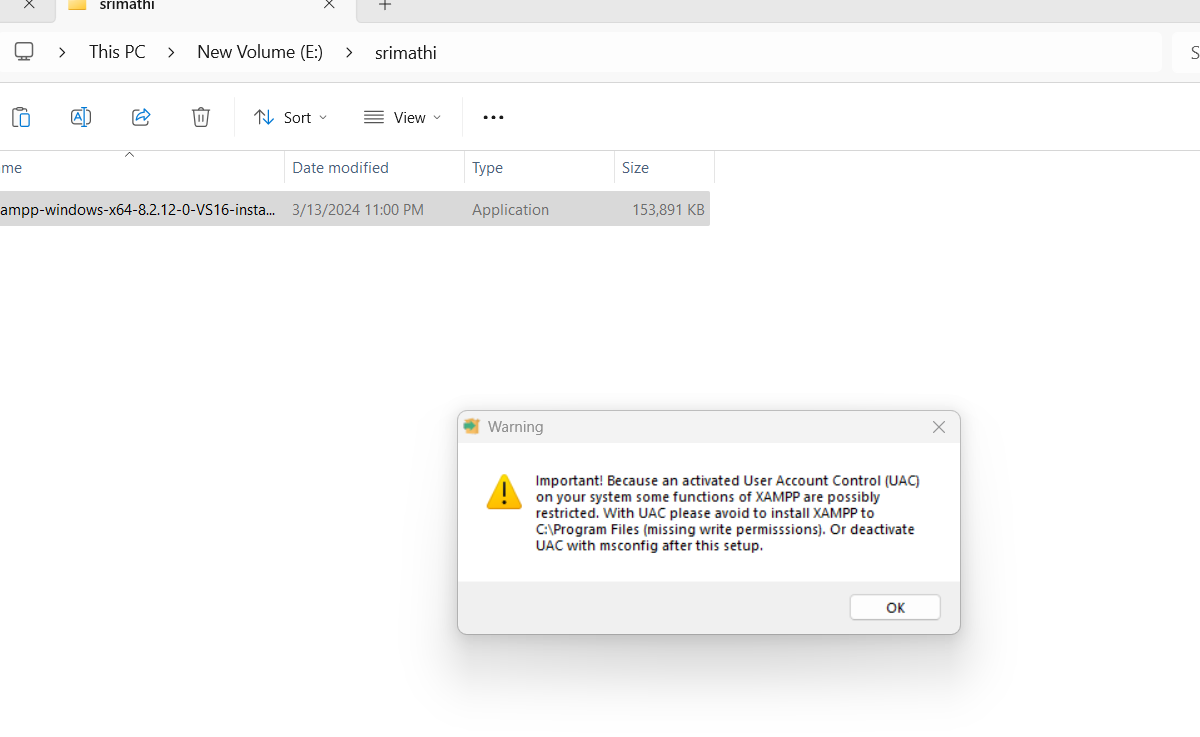 srimathi
This PC New Volume (E:) srimathi
Sort View
me Date modified Type Size
ampp-windows-x64-8.2.12-0-VS16-insta... 3/13/2024 11:00 PM Application 153,891 KB
Warning
Important! Because an activated User Account Control (UAC)
on your system some functions of XAMPP are possibly
restricted. With UAC please avoid to install XAMPP to
C:\Program Files (missing write permisssions). Or deactivate
UAC with msconfig after this setup.
OK